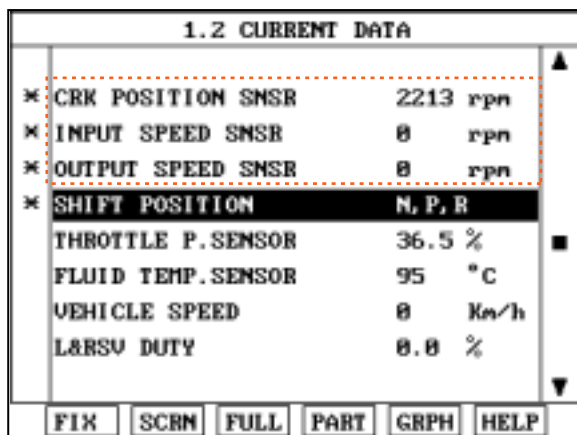 1.2 CURRENT DATA
* CRK POSITION SNSR 2213 rpm
* INPUT SPEED SNSR 0 rpm
* OUTPUT SPEED SNSR 0 rpm
* SHIFT POSITION N,P,R
THROTTLE P.SENSOR 36.5 %
FLUID TEMP.SENSOR 95 °C
VEHICLE SPEED 0 Km/h
L&RSV DUTY 0.0 %
FIX SCRN FULL PART GRPH HELP